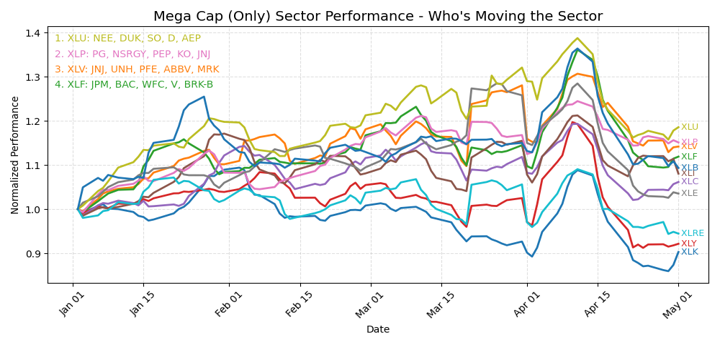 Mega Cap (Only) Sector Performance - Who's Moving the Sector
1. XLU: NEE, DUK, SO, D, AEP
2. XLP: PG, NSRGY, PEP, KO, JNJ
3. XLV: JNJ, UNH, PFE, ABBV, MRK
4. XLF: JPM, BAC, WFC, V, BRK-B
Normalized Performance
1.4
1.3
1.2
1.1
1.0
0.9
XLU
XLP
XLF
XLB
XLC
XLE
XLRE
XLY
XLK
Jan 01
Jan 15
Feb 01
Feb 15
Mar 01
Mar 15
Apr 01
Apr 15
May 01
Date